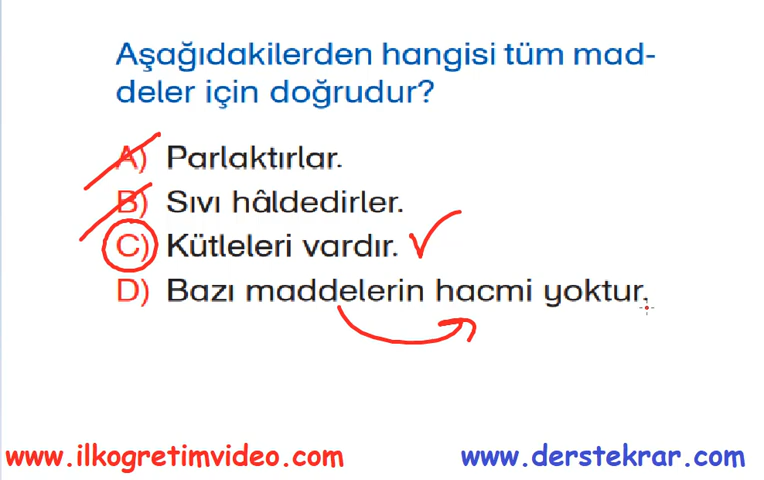 Aşağıdakilerden hangisi tüm mad-
deler için doğrudur?
A) Parlaktırlar.
B) Sıvı hâldedirler.
C) Kütleleri vardır.
D) Bazı maddelerin hacmi yoktur.
www.ilkogretimvideo.com www.derstekrar.com